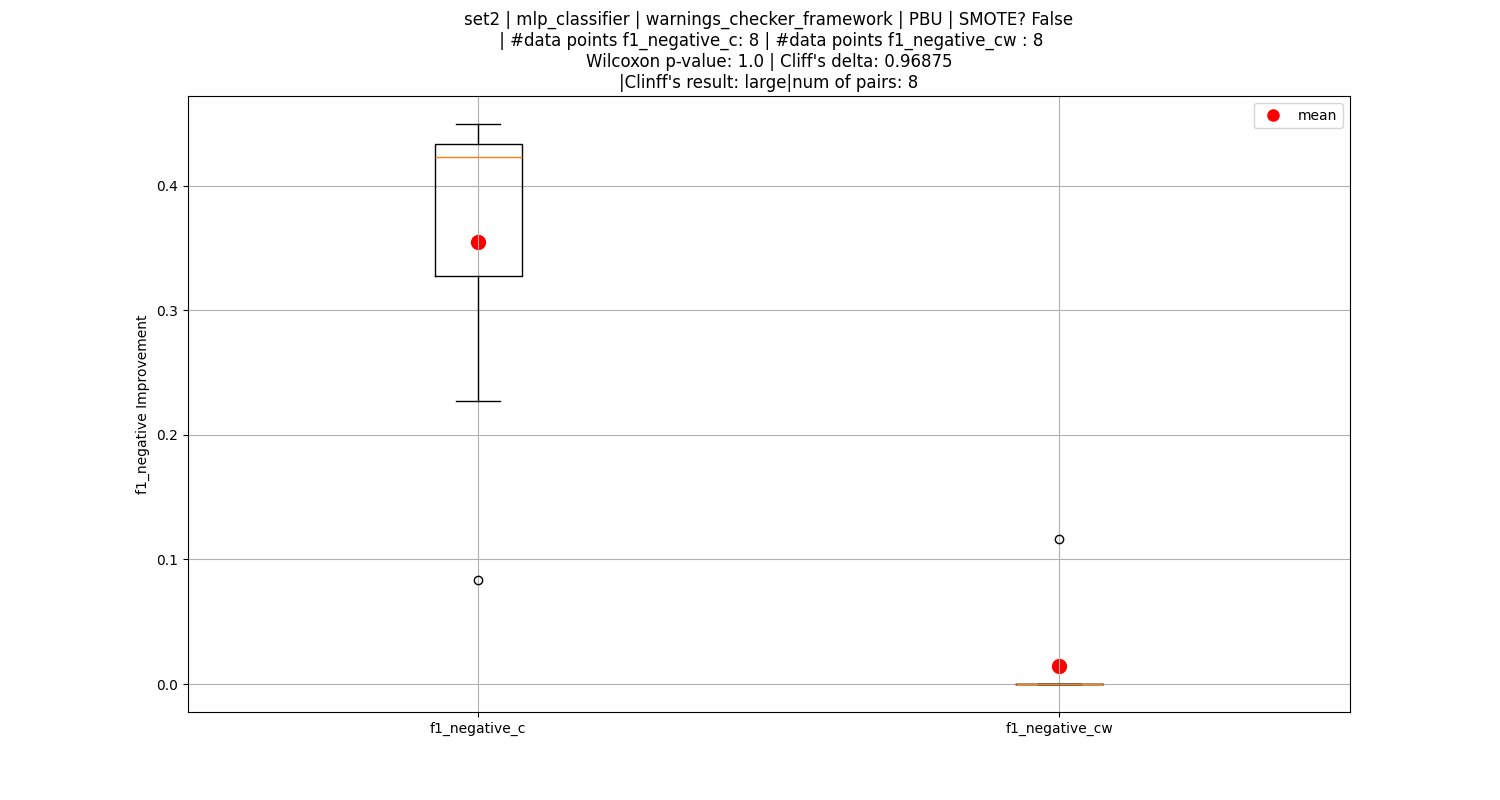 set2 | mlp_classifier | warnings_checker_framework | PBU | SMOTE? False
| #data points f1_negative_c: 8 | #data points f1_negative_cw : 8
Wilcoxon p-value: 1.0 | Cliff's delta: 0.96875
|Clinff's result: large|num of pairs: 8
mean
0.4
0.3
0.2
0.1
0.0
f1_negative Improvement
f1_negative_c
f1_negative_cw